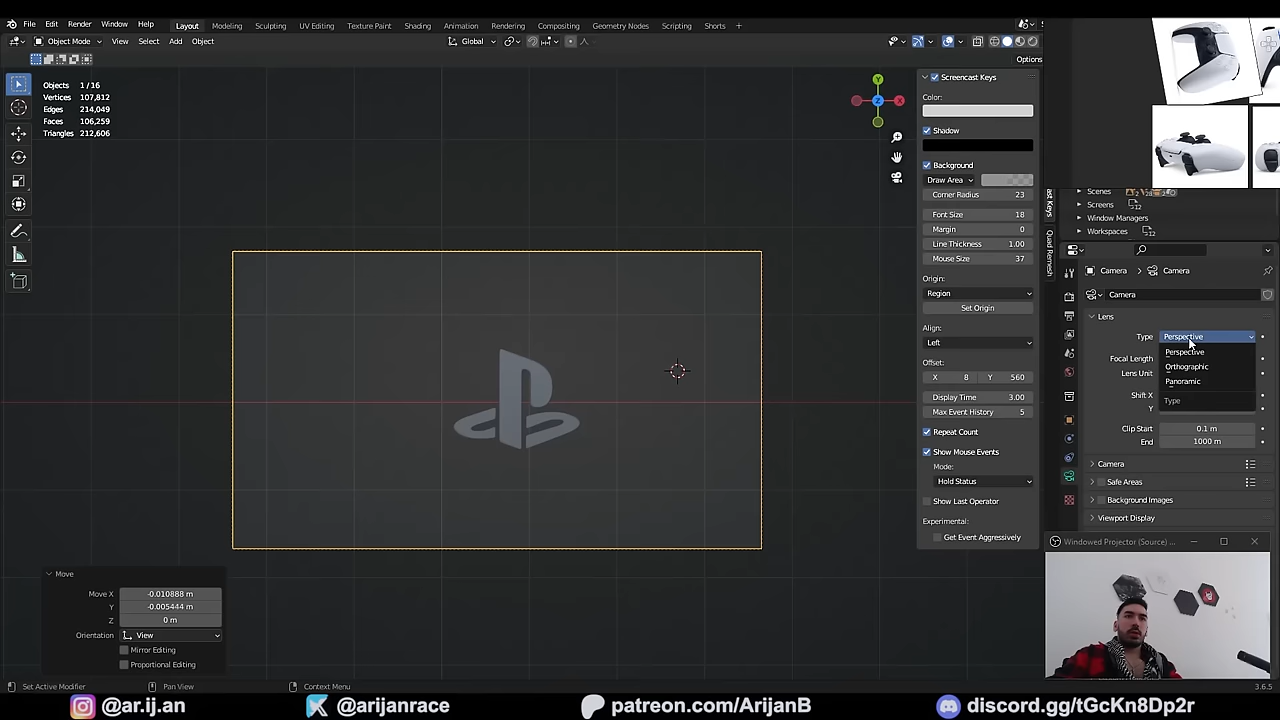 File Edit Render Window Help Layout Modeling Sculpting UV Editing Texture Paint Shading Animation Rendering Compositing Geometry Nodes Scripting Shorts +
Object Mode View Select Add Object Global
Options
Objects 1/16
Vertices 107,812
Edges 214,049
Faces 106,259
Triangles 212,606
Y
Z
X
Screencast Keys
Color:
Shadow
Background
Draw Area
Corner Radius 23
Font Size 18
Margin 0
Line Thickness 1.00
Mouse Size 37
Origin:
Region
Set Origin
Align:
Left
Offset:
X 8 Y 560
Display Time 3.00
Max Event History 5
Repeat Count
Show Mouse Events
Mode:
Hold Status
Show Last Operator
Experimental:
Get Event Aggressively
Quad Remesh
Scenes
Screens 12
Window Managers
Workspaces 12
Camera Camera
Camera
Lens
Type Perspective
Perspective
Orthographic
Panoramic
Type
Focal Length
Lens Unit
Shift X
Y
Clip Start 0.1 m
End 1000 m
Camera
Safe Areas
Background Images
Viewport Display
Windowed Projector (Source) ...
Move
Move X -0.010888 m
Y -0.005444 m
Z 0 m
Orientation View
Mirror Editing
Proportional Editing
Set Active Modifier Pan View Context Menu 3.6.5
@ar.ij.an @arijanrace patreon.com/ArijanB discord.gg/tGcKn8Dp2r